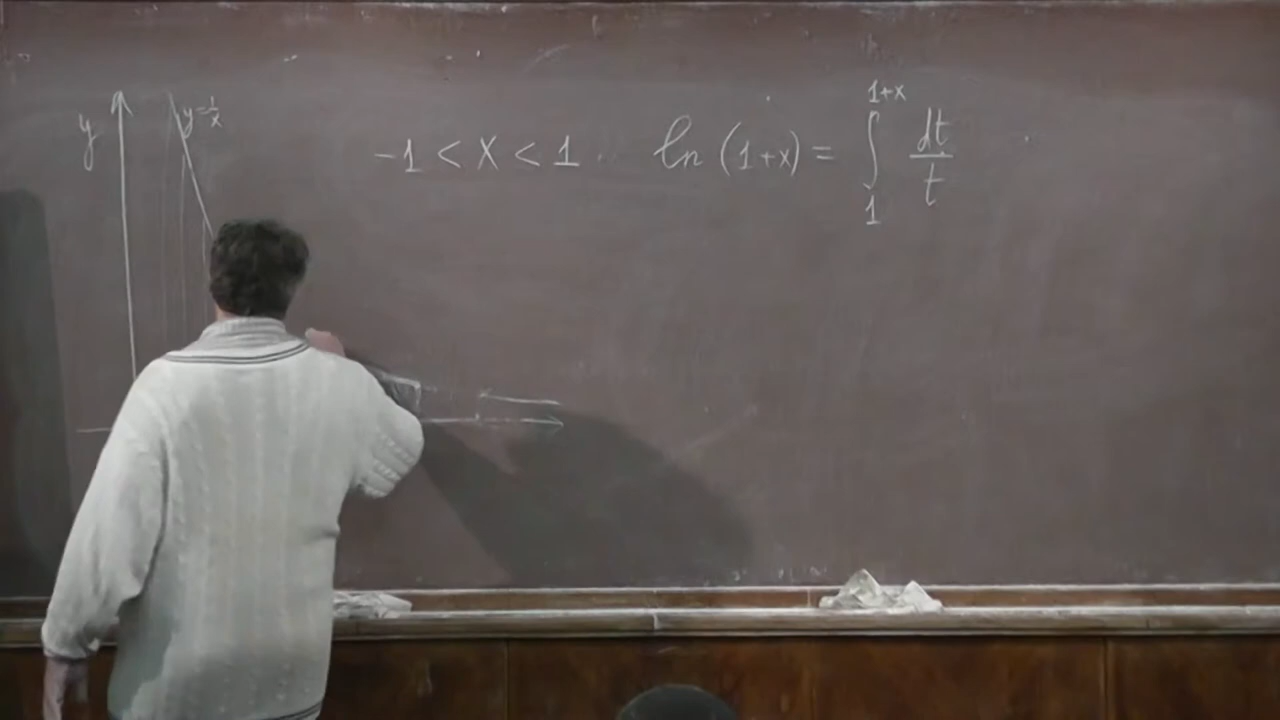 y
y=1/x
-1 < x < 1 ln (1+x) = ∫₁^{1+x} dt/t